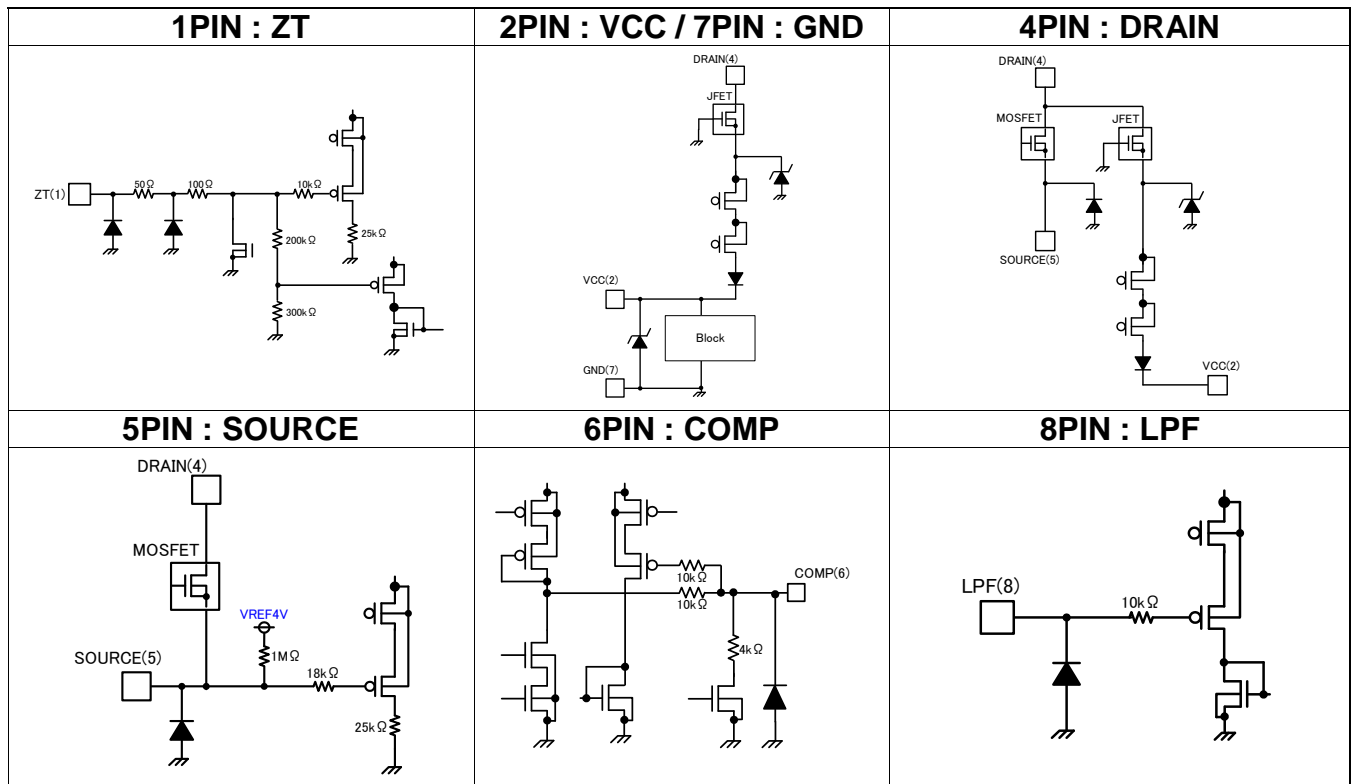 1PIN : ZT
2PIN : VCC / 7PIN : GND
4PIN : DRAIN
ZT(1)
50Ω
100Ω
10kΩ
200kΩ
25kΩ
300kΩ
DRAIN(4)
JFET
VCC(2)
Block
GND(7)
DRAIN(4)
MOSFET
JFET
SOURCE(5)
VCC(2)
5PIN : SOURCE
6PIN : COMP
8PIN : LPF
DRAIN(4)
MOSFET
VREF4V
1MΩ
SOURCE(5)
18kΩ
25kΩ
10kΩ
COMP(6)
10kΩ
4kΩ
LPF(8)
10kΩ